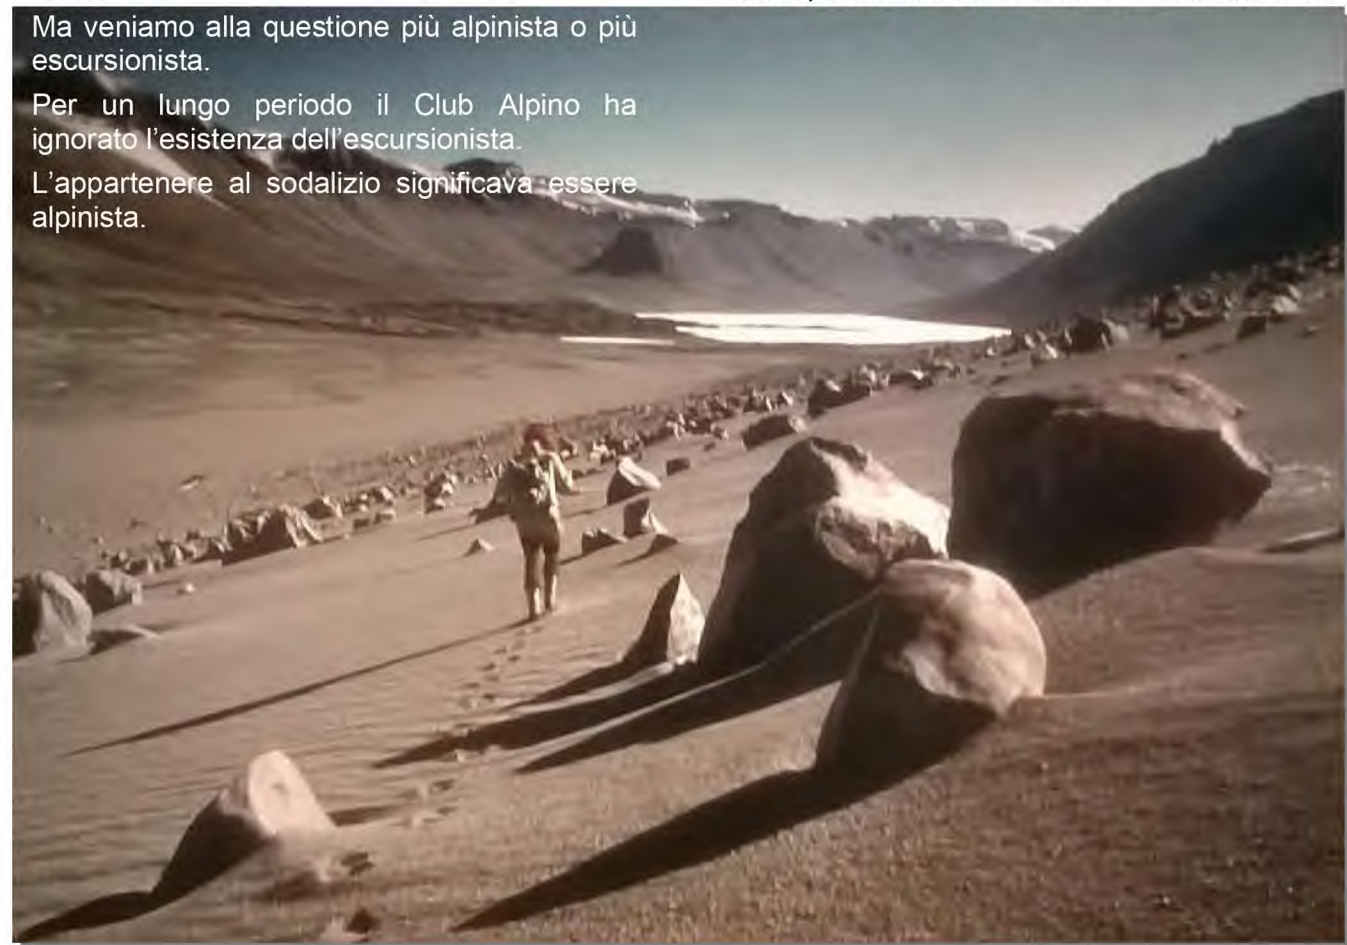 Ma veniamo alla questione più alpinista o più
escursionista.
Per un lungo periodo il Club Alpino ha
ignorato l’esistenza dell’escursionista.
L’appartenere al sodalizio significava essere
alpinista.